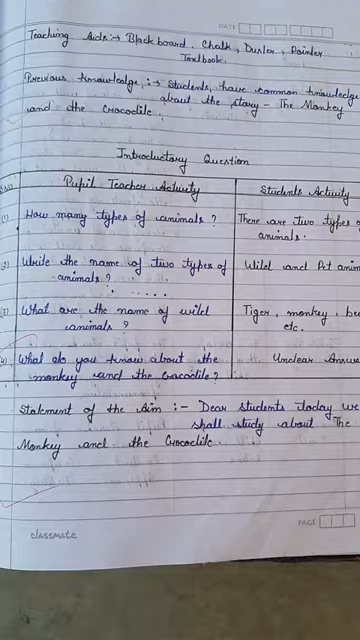 DATE
Teaching Aids :→ Blackboard, Chalk, Duster, Pointer
Textbook.
Previous Knowledge :→ Students, have common knowledge
about the story - The Monkey
and the Crocodile.
Introductory Question
S.No Pupil Teacher Activity Students Activity
(1) How many types of animals ? There are two types of
animals.
(2) Write the name of two types of Wild and Pet anim
animals ?
(3) What are the name of wild Tiger, monkey, be
animals ? etc.
(4) What do you know about the Unclear Answe
monkey and the crocodile ?
Statement of the Aim :- Dear students today we
shall study about The
Monkey and the Crocodile.
PAGE
classmate